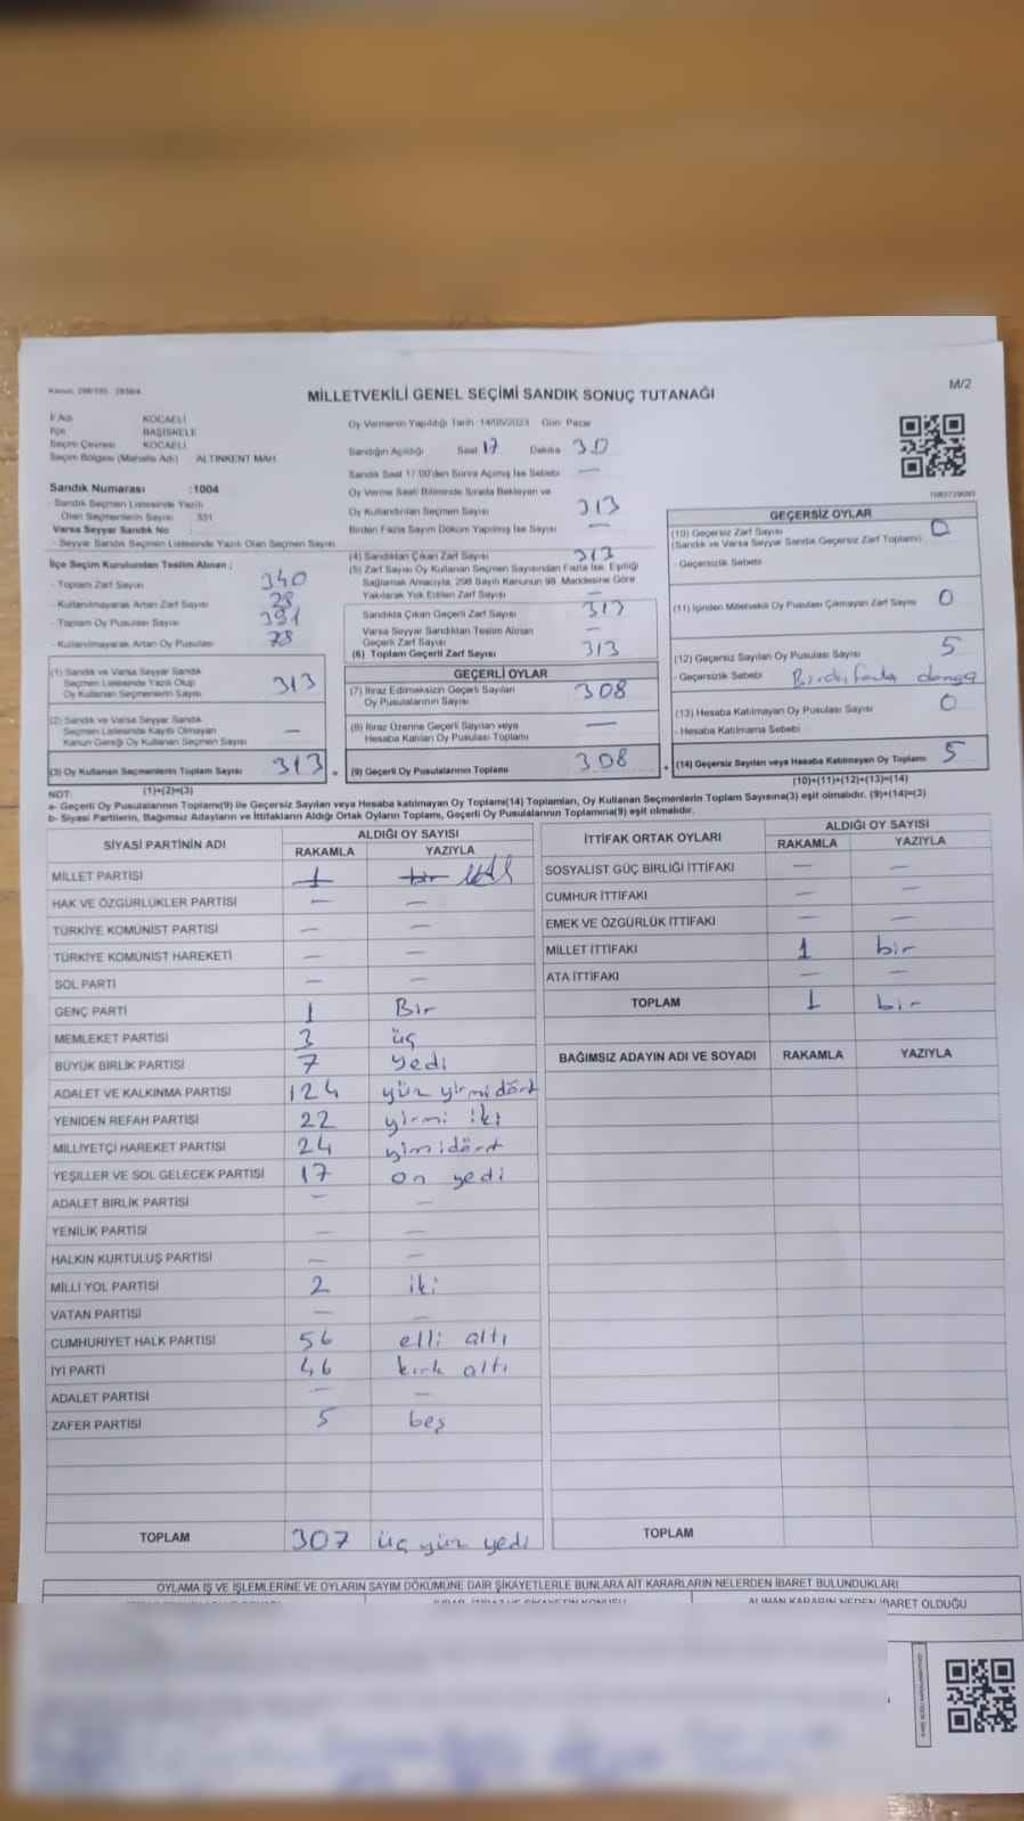 MİLLETVEKİLİ GENEL SEÇİMİ SANDIK SONUÇ TUTANAĞI
M/2
İl Adı KOCAELİ
İlçe BAŞİSKELE
Seçim Çevresi KOCAELİ
Seçim Bölgesi (Mahalle Adı) ALTINKENT MAH.
Sandık Numarası :1004
Sandık Seçmen Listesinde Yazılı
Olan Seçmenlerin Sayısı 331
Varsa Seyyar Sandık No
- Seyyar Sandık Seçmen Listesinde Yazılı Olan Seçmen Sayısı
İlçe Seçim Kurulundan Teslim Alınan :
- Toplam Zarf Sayısı 340
- Kullanılmayarak Artan Zarf Sayısı 28
- Toplam Oy Pusulası Sayısı
- Kullanılmayarak Artan Oy Pusulası
(1) Sandık ve Varsa Seyyar Sandık
Seçmen Listesinde Yazılı Olup
Oy Kullanan Seçmenlerin Sayısı 313
(2) Sandık ve Varsa Seyyar Sandık
Seçmen Listesinde Kayıtlı Olmayan
Kanun Gereği Oy Kullanan Seçmen Sayısı —
(3) Oy Kullanan Seçmenlerin Toplam Sayısı 313
(1)+(2)=(3)
Oy Vermenin Yapıldığı Tarih 14/05/2023 Gün Pazar
Sandığın Açıldığı Saat 17 Dakika 30
Sandık Saat 17.00'den Sonra Açılmış İse Sebebi —
Oy Verme Saati Bitiminde Sırada Bekleyen ve
Oy Kullandırılan Seçmen Sayısı 313
Birden Fazla Sayım Döküm Yapılmış İse Sayısı —
(4) Sandıktan Çıkan Zarf Sayısı 313
(5) Zarf Sayısı Oy Kullanan Seçmen Sayısından Fazla İse, Eşitliği
Sağlamak Amacıyla, 298 Sayılı Kanunun 98. Maddesine Göre
Yakılarak Yok Edilen Zarf Sayısı —
Sandıkta Çıkan Geçerli Zarf Sayısı 313
Varsa Seyyar Sandıktan Teslim Alınan
Geçerli Zarf Sayısı —
(6) Toplam Geçerli Zarf Sayısı 313
GEÇERLİ OYLAR
(7) İtiraz Edilmeksizin Geçerli Sayılan
Oy Pusulalarının Sayısı 308
(8) İtiraz Üzerine Geçerli Sayılan veya
Hesaba Katılan Oy Pusulası Toplamı —
(9) Geçerli Oy Pusulalarının Toplamı 308
GEÇERSİZ OYLAR
(10) Geçersiz Zarf Sayısı 0
(Sandık ve Varsa Seyyar Sandık Geçersiz Zarf Toplamı)
- Geçersizlik Sebebi
(11) İçinden Milletvekili Oy Pusulası Çıkmayan Zarf Sayısı 0
(12) Geçersiz Sayılan Oy Pusulası Sayısı 5
- Geçersizlik Sebebi
(13) Hesaba Katılmayan Oy Pusulası Sayısı 0
- Hesaba Katılmama Sebebi
(14) Geçersiz Sayılan veya Hesaba Katılmayan Oy Toplamı 5
(10)+(11)+(12)+(13)=(14)
NOT:
a- Geçerli Oy Pusulalarının Toplamı(9) ile Geçersiz Sayılan veya Hesaba katılmayan Oy Toplamı(14) Toplamları, Oy Kullanan Seçmenlerin Toplam Sayısına(3) eşit olmalıdır. (9)+(14)=(3)
b- Siyasi Partilerin, Bağımsız Adayların ve İttifakların Aldığı Ortak Oyların Toplamı, Geçerli Oy Pusulalarının Toplamına(9) eşit olmalıdır.
SİYASİ PARTİNİN ADI ALDIĞI OY SAYISI
RAKAMLA YAZIYLA
MİLLET PARTİSİ 1 bir
HAK VE ÖZGÜRLÜKLER PARTİSİ — —
TÜRKİYE KOMÜNİST PARTİSİ — —
TÜRKİYE KOMÜNİST HAREKETİ — —
SOL PARTİ — —
GENÇ PARTİ 1 Bir
MEMLEKET PARTİSİ 3 üç
BÜYÜK BİRLİK PARTİSİ 7 yedi
ADALET VE KALKINMA PARTİSİ 124 yüz yirmidört
YENİDEN REFAH PARTİSİ 22 yirmi iki
MİLLİYETÇİ HAREKET PARTİSİ 24 yimidört
YEŞİLLER VE SOL GELECEK PARTİSİ 17 on yedi
ADALET BİRLİK PARTİSİ — —
YENİLİK PARTİSİ — —
HALKIN KURTULUŞ PARTİSİ — —
MİLLİ YOL PARTİSİ 2 iki
VATAN PARTİSİ — —
CUMHURİYET HALK PARTİSİ 56 elli altı
İYİ PARTİ 46 kırk altı
ADALET PARTİSİ — —
ZAFER PARTİSİ 5 beş
TOPLAM 307 üç yüz yedi
İTTİFAK ORTAK OYLARI ALDIĞI OY SAYISI
RAKAMLA YAZIYLA
SOSYALİST GÜÇ BİRLİĞİ İTTİFAKI — —
CUMHUR İTTİFAKI — —
EMEK VE ÖZGÜRLÜK İTTİFAKI — —
MİLLET İTTİFAKI 1 bir
ATA İTTİFAKI — —
TOPLAM 1 bir
BAĞIMSIZ ADAYIN ADI VE SOYADI RAKAMLA YAZIYLA
TOPLAM
OYLAMA İŞ VE İŞLEMLERİNE VE OYLARIN SAYIM DÖKÜMÜNE DAİR ŞİKAYETLERLE BUNLARA AİT KARARLARIN NELERDEN İBARET BULUNDUKLARI
ALINAN KARARIN NEDEN İBARET OLDUĞU